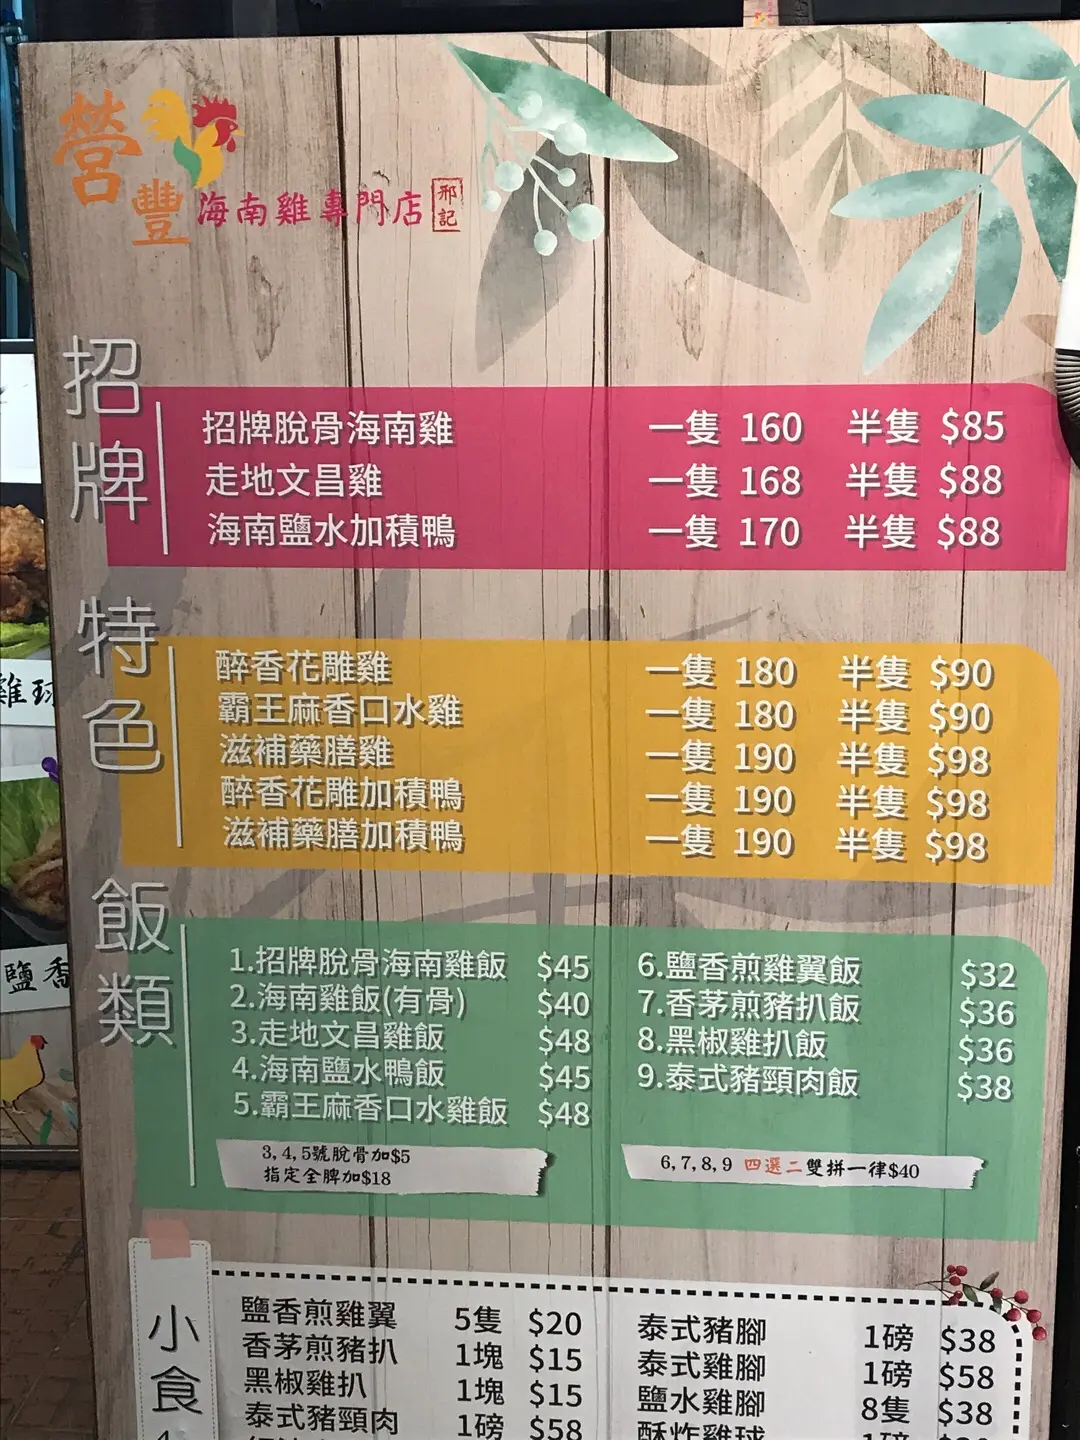 營豐海南雞專門店
邢記
招牌
招牌脫骨海南雞 一隻 160 半隻 $85
走地文昌雞 一隻 168 半隻 $88
海南鹽水加積鴨 一隻 170 半隻 $88
特色
醉香花雕雞 一隻 180 半隻 $90
霸王麻香口水雞 一隻 180 半隻 $90
滋補藥膳雞 一隻 190 半隻 $98
醉香花雕加積鴨 一隻 190 半隻 $98
滋補藥膳加積鴨 一隻 190 半隻 $98
飯類
1.招牌脫骨海南雞飯 $45
2.海南雞飯(有骨) $40
3.走地文昌雞飯 $48
4.海南鹽水鴨飯 $45
5.霸王麻香口水雞飯 $48
3,4,5號脫骨加$5
指定全脾加$18
6.鹽香煎雞翼飯 $32
7.香茅煎豬扒飯 $36
8.黑椒雞扒飯 $36
9.泰式豬頸肉飯 $38
6,7,8,9 四選二雙拼一律$40
小食
鹽香煎雞翼 5隻 $20
香茅煎豬扒 1塊 $15
黑椒雞扒 1塊 $15
泰式豬頸肉 1磅 $58
泰式豬腳 1磅 $38
泰式雞腳 1磅 $58
鹽水雞腳 8隻 $38
酥炸雞球 1磅
雞球
鹽香